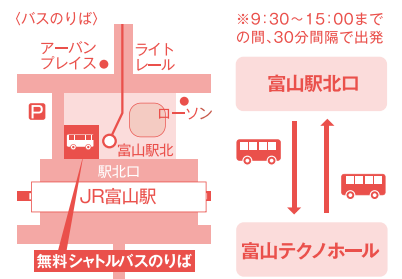 〈バスのりば〉
アーバン
プレイス
ライト
レール
P
ローソン
富山駅北
駅北口
JR富山駅
無料シャトルバスのりば
※9:30～15:00まで
の間、30分間隔で出発
富山駅北口
富山テクノホール